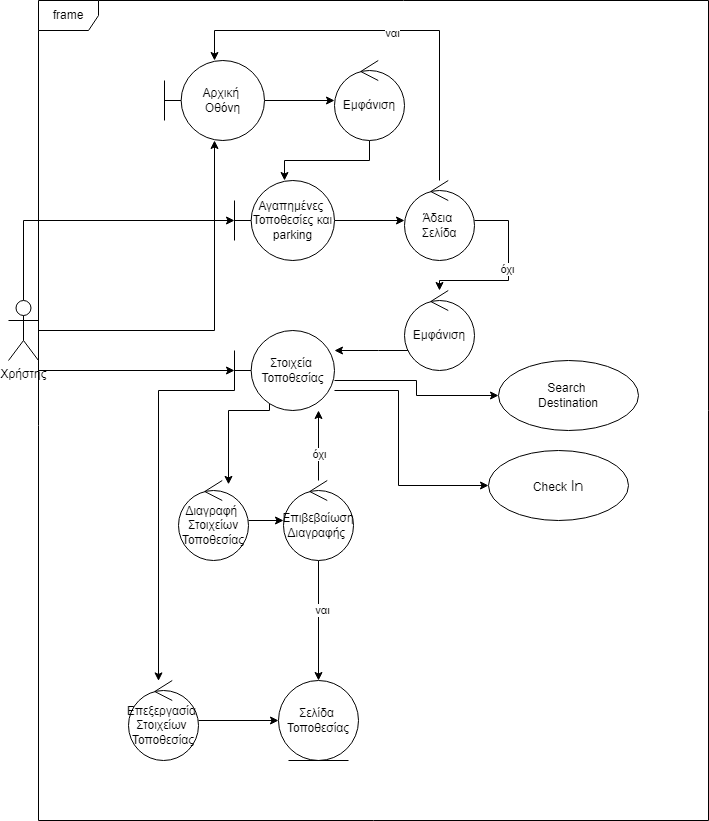 frame
ναι
Αρχική
Οθόνη
Εμφάνιση
Αγαπημένες
Τοποθεσίες και
parking
Άδεια
Σελίδα
όχι
Εμφάνιση
Χρήστης
Στοιχεία
Τοποθεσίας
Search
Destination
όχι
Check In
Διαγραφή
Στοιχείων
Τοποθεσίας
Επιβεβαίωση
Διαγραφής
ναι
Επεξεργασία
Στοιχείων
Τοποθεσίας
Σελίδα
Τοποθεσίας